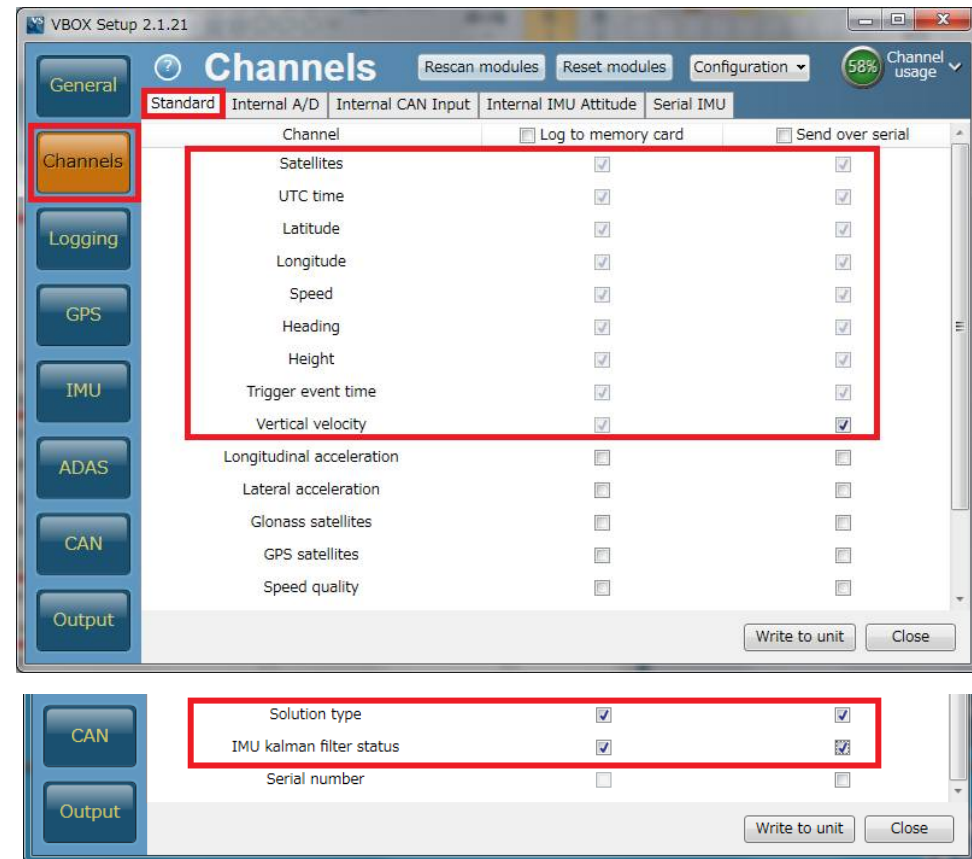 VBOX Setup 2.1.21
General
Channels
Logging
GPS
IMU
ADAS
CAN
Output
? Channels Rescan modules Reset modules Configuration 58% Channel usage
Standard Internal A/D Internal CAN Input Internal IMU Attitude Serial IMU
Channel Log to memory card Send over serial
Satellites
UTC time
Latitude
Longitude
Speed
Heading
Height
Trigger event time
Vertical velocity
Longitudinal acceleration
Lateral acceleration
Glonass satellites
GPS satellites
Speed quality
Write to unit Close
CAN
Output
Solution type
IMU kalman filter status
Serial number
Write to unit Close